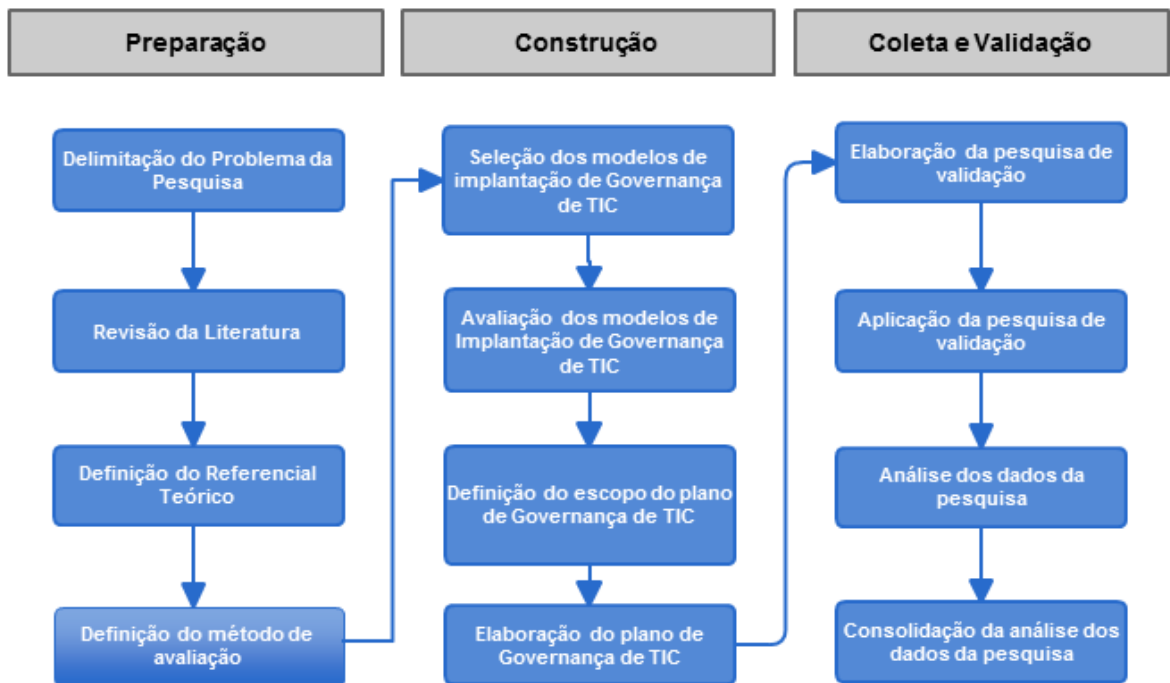 Preparação
Construção
Coleta e Validação
Delimitação do Problema da
Pesquisa
Revisão da Literatura
Definição do Referencial
Teórico
Definição do método de
avaliação
Seleção dos modelos de
implantação de Governança
de TIC
Avaliação dos modelos de
Implantação de Governança
de TIC
Definição do escopo do plano
de Governança de TIC
Elaboração do plano de
Governança de TIC
Elaboração da pesquisa de
validação
Aplicação da pesquisa de
validação
Análise dos dados da
pesquisa
Consolidação da análise dos
dados da pesquisa